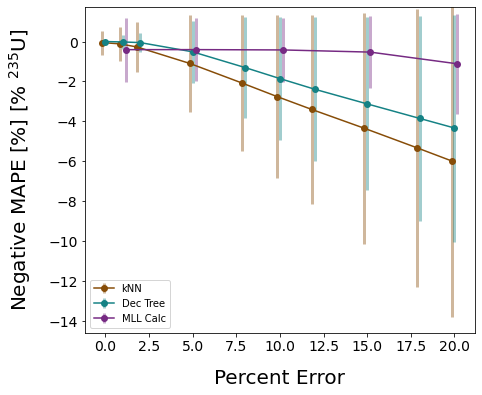 Negative MAPE [%] [% ²³⁵U]
0
−2
−4
−6
−8
−10
−12
−14
kNN
Dec Tree
MLL Calc
0.0 2.5 5.0 7.5 10.0 12.5 15.0 17.5 20.0
Percent Error